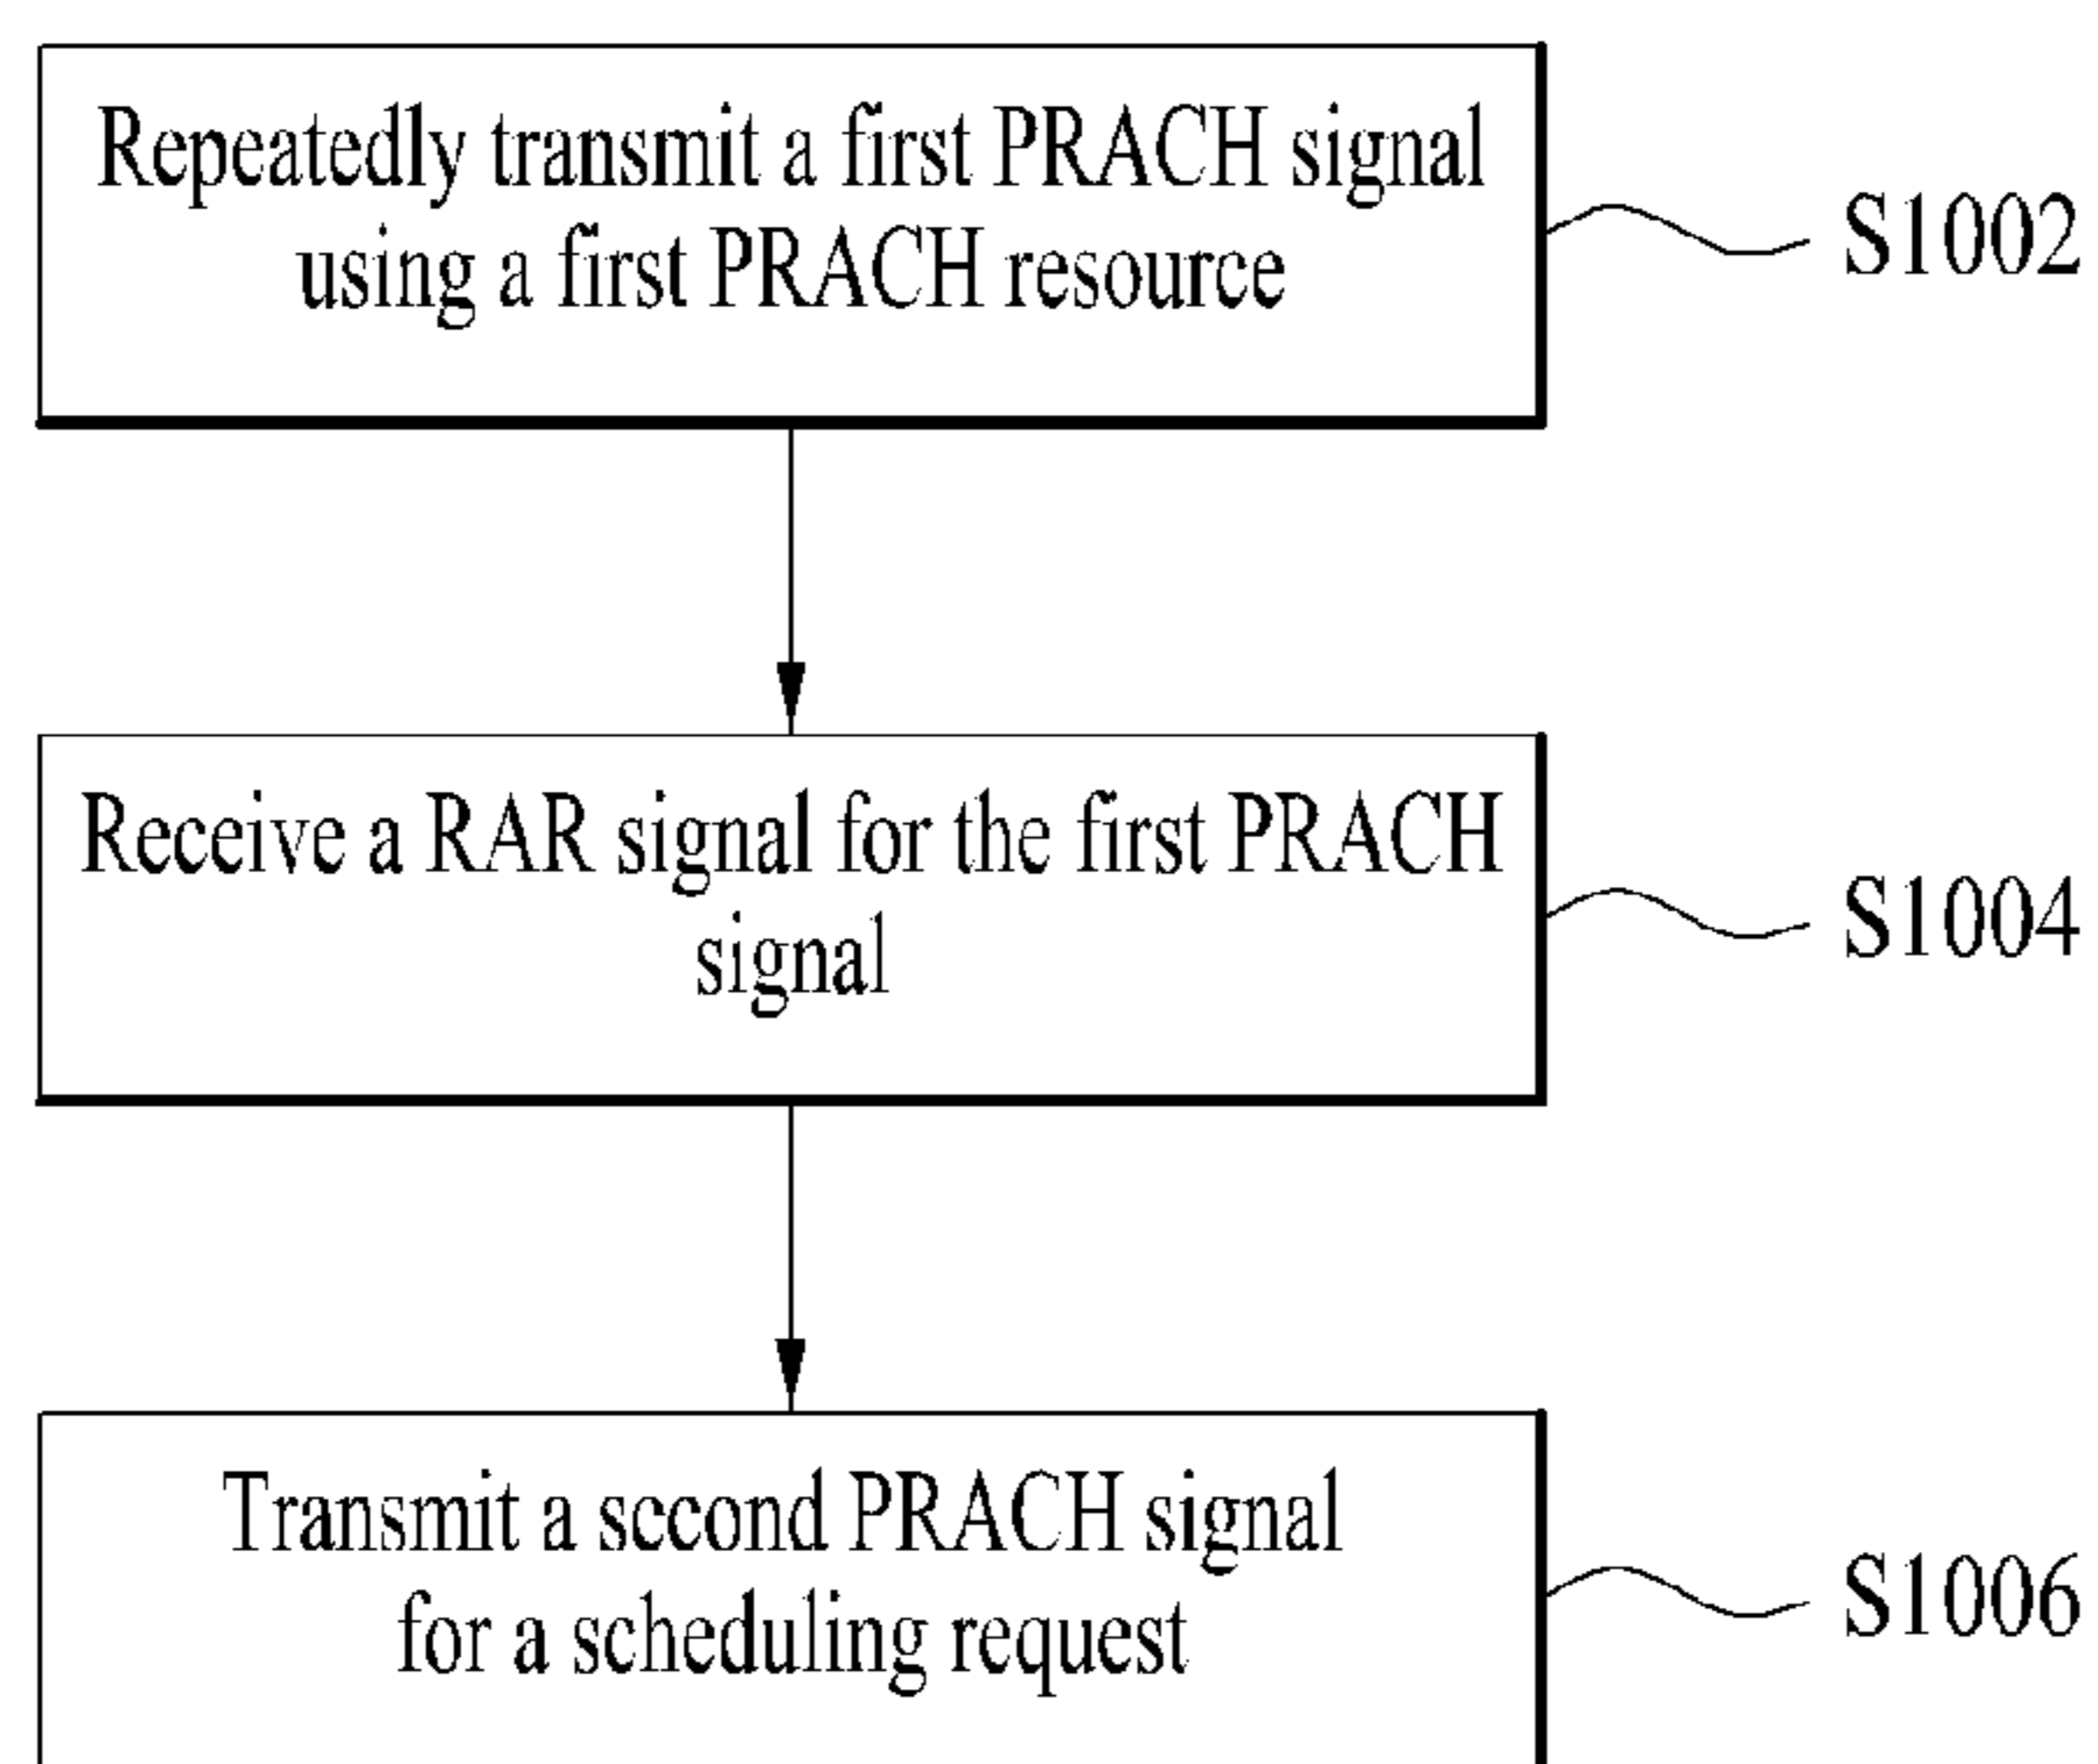 Repeatedly transmit a first PRACH signal
using a first PRACH resource
S1002
Receive a RAR signal for the first PRACH
signal
S1004
Transmit a second PRACH signal
for a scheduling request
S1006